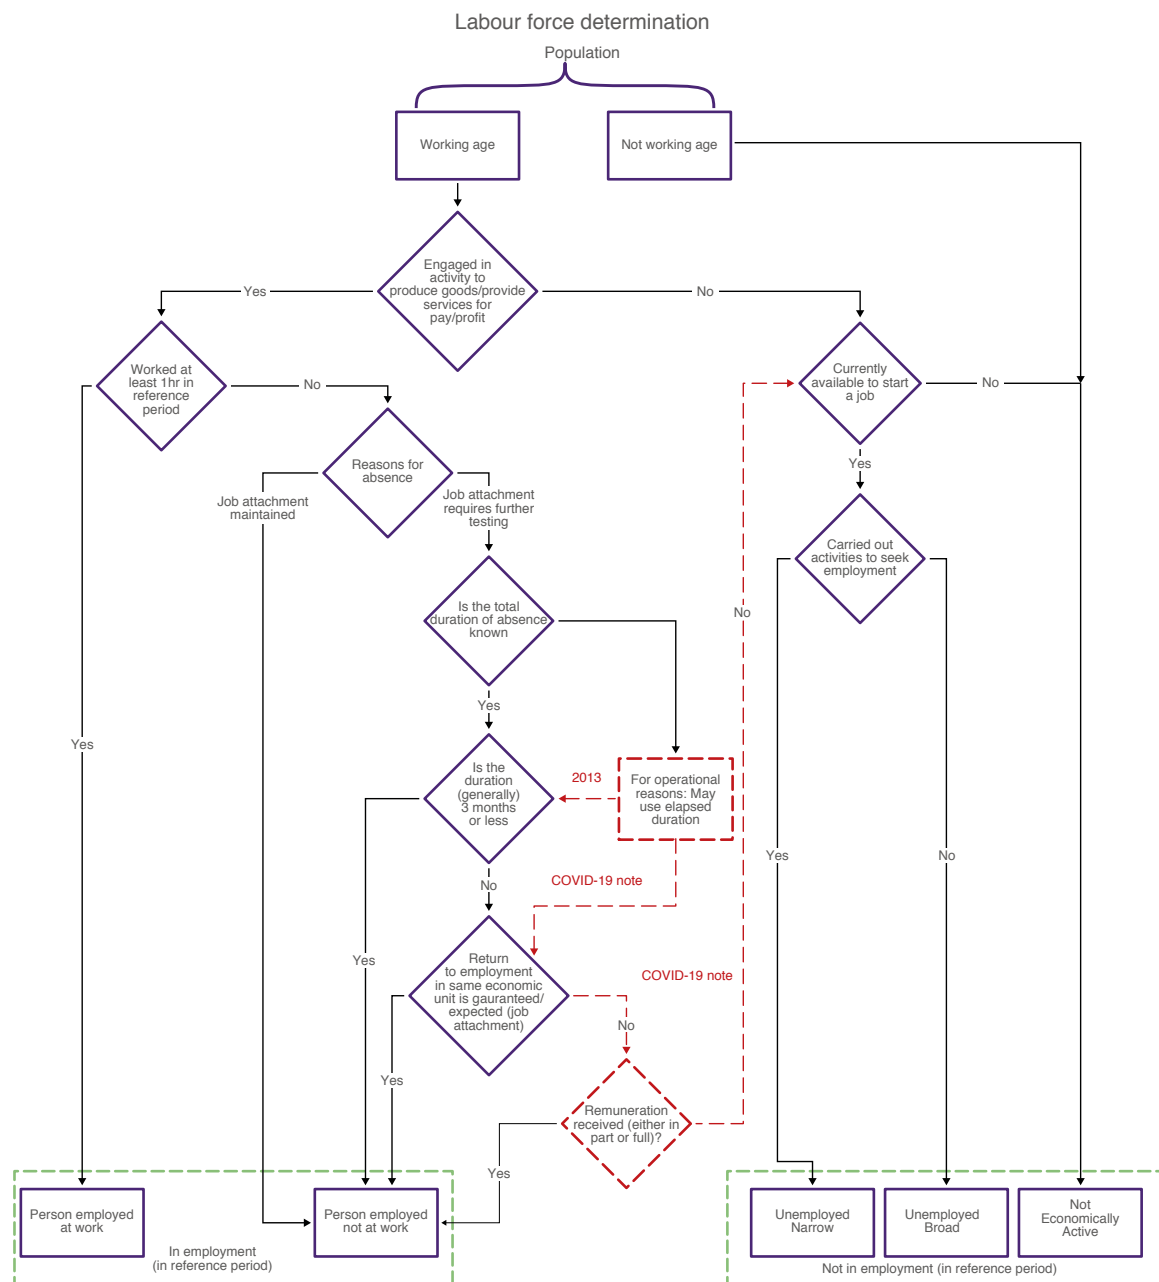 Labour force determination
Population
Working age
Not working age
Engaged in
activity to
produce goods/provide
services for
pay/profit
Yes
No
Worked at
least 1hr in
reference
period
No
Currently
available to start
a job
No
Reasons for
absence
Yes
Job attachment
maintained
Job attachment
requires further
testing
Carried out
activities to seek
employment
Is the total
duration of absence
known
No
Yes
Yes
Is the
duration
(generally)
3 months
or less
2013
For operational
reasons: May
use elapsed
duration
Yes
No
No
COVID-19 note
Return
to employment
in same economic
unit is gauranteed/
expected (job
attachment)
Yes
COVID-19 note
No
Yes
Remuneration
received (either in
part or full)?
Yes
Person employed
at work
Person employed
not at work
Unemployed
Narrow
Unemployed
Broad
Not
Economically
Active
In employment
(in reference period)
Not in employment (in reference period)